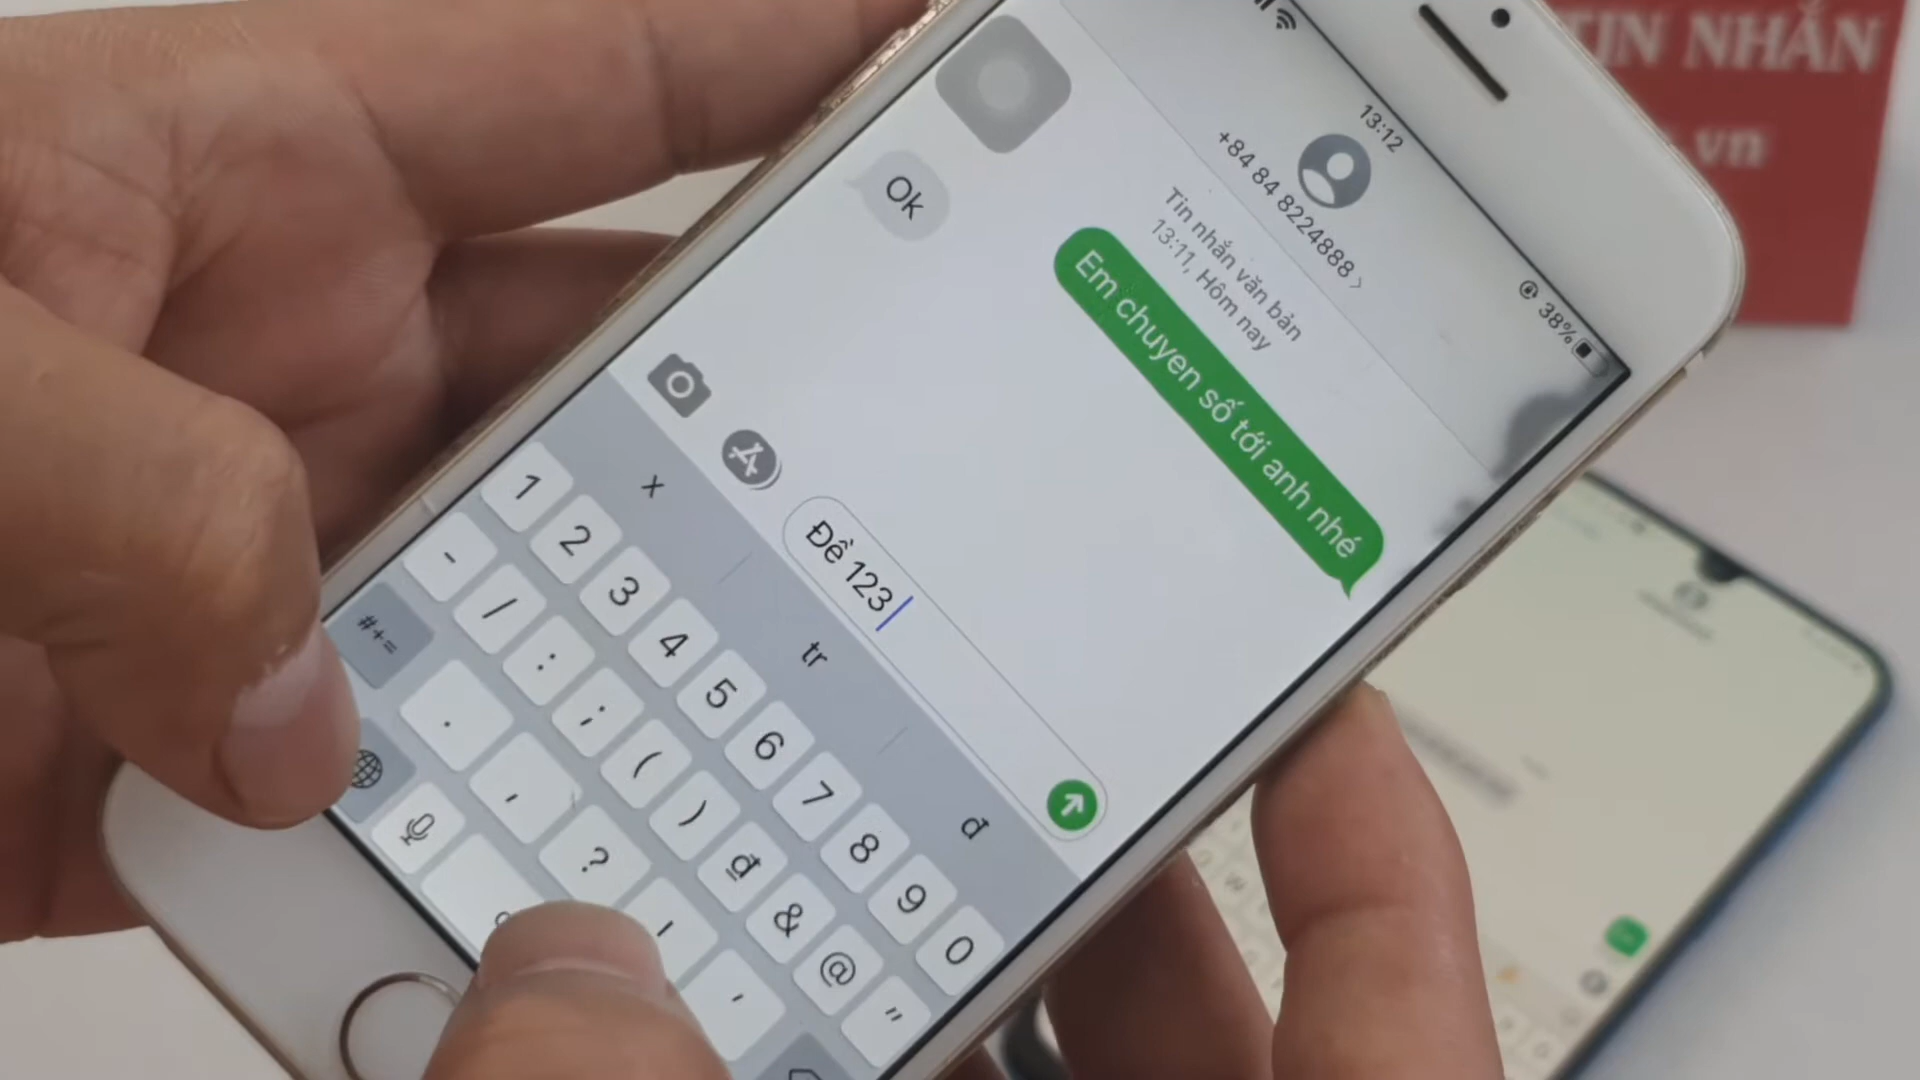 TIN NHẮN
.vn
13:12
38%
+84 84 8224888 >
Tin nhắn văn bản
13:11, Hôm nay
Em chuyen số tới anh nhé
Ok
Đề 123
x tr đ
1 2 3 4 5 6 7 8 9 0
- / : ; ( ) ₫ & @ "
#+= . , ? ! '